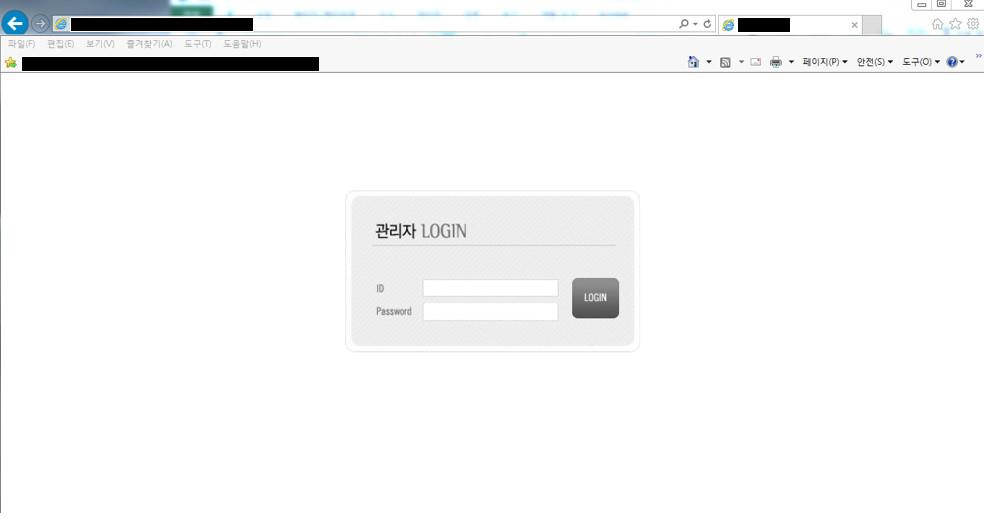 파일(F) 편집(E) 보기(V) 즐겨찾기(A) 도구(T) 도움말(H)
페이지(P) 안전(S) 도구(O)
관리자 LOGIN
ID
LOGIN
Password